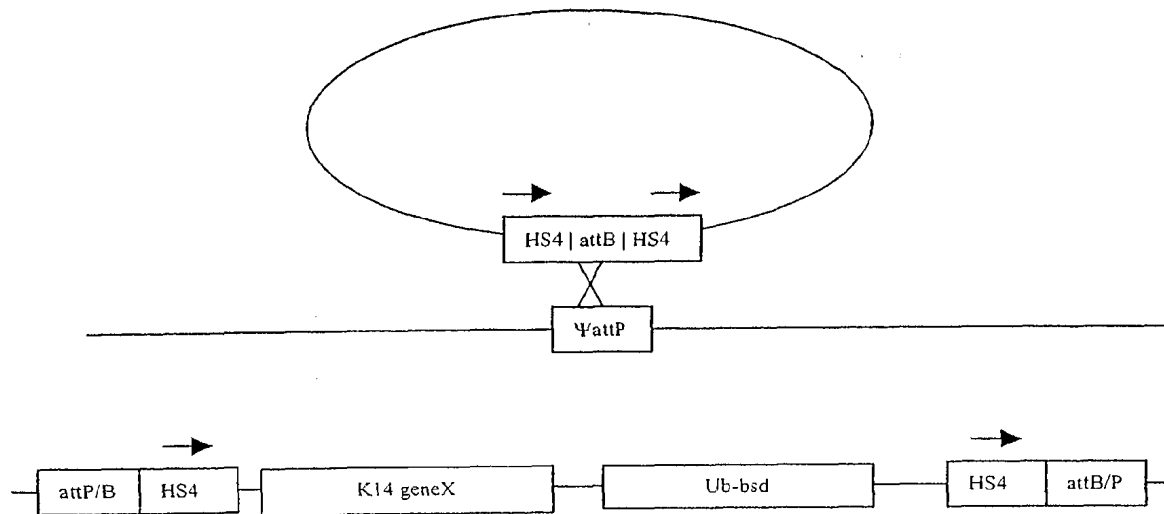 HS4 | attB | HS4
ΨattP
attP/B HS4 K14 geneX Ub-bsd HS4 attB/P